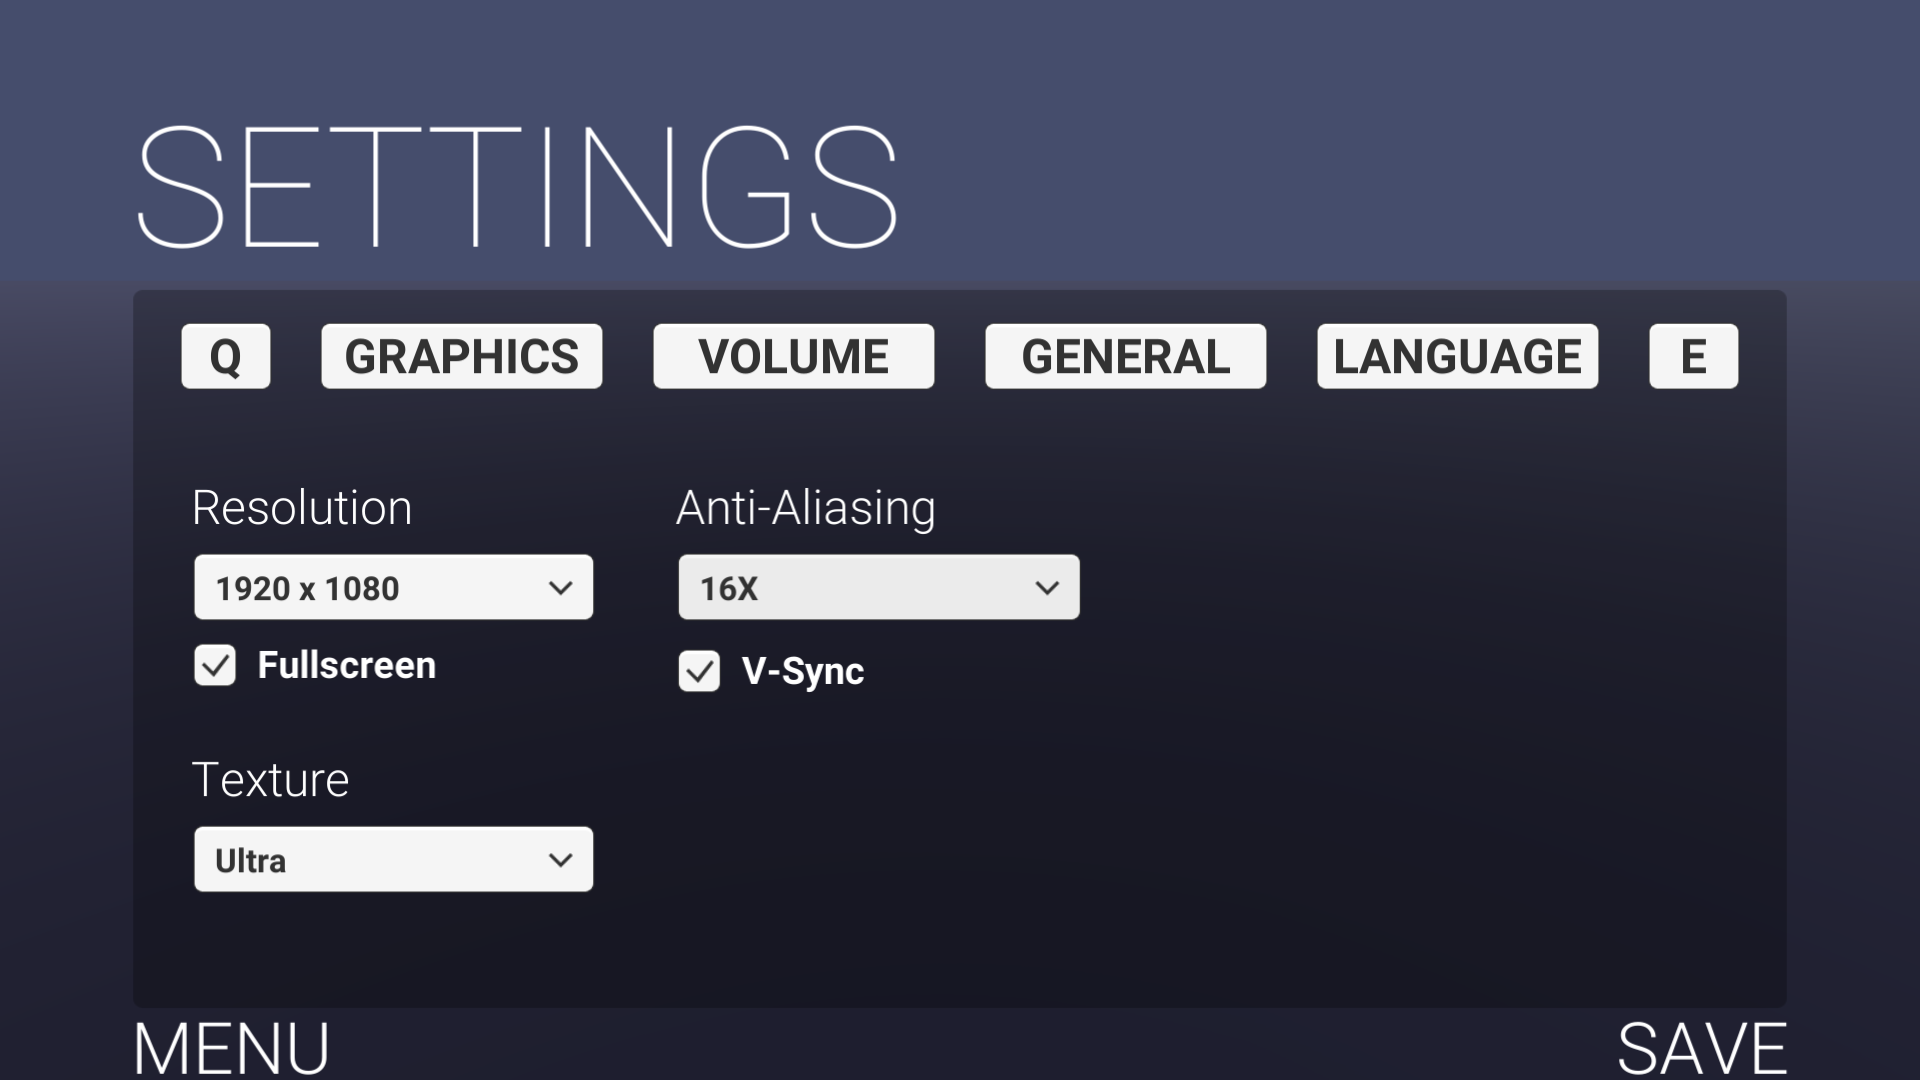 SETTINGS
Q GRAPHICS VOLUME GENERAL LANGUAGE E
Resolution Anti-Aliasing
1920 x 1080 16X
Fullscreen V-Sync
Texture
Ultra
MENU SAVE